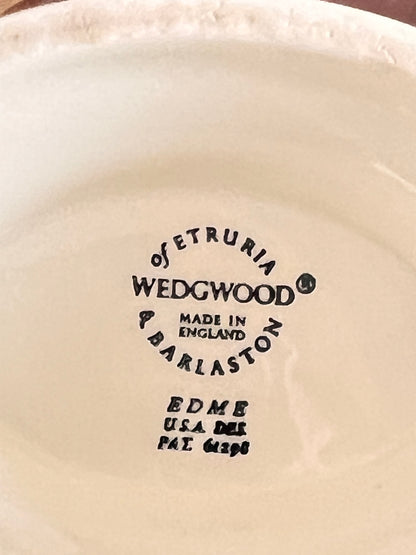 of ETRURIA
WEDGWOOD
MADE IN
ENGLAND
& BARLASTON
EDME
U.S.A. DES.
PAT. 61298